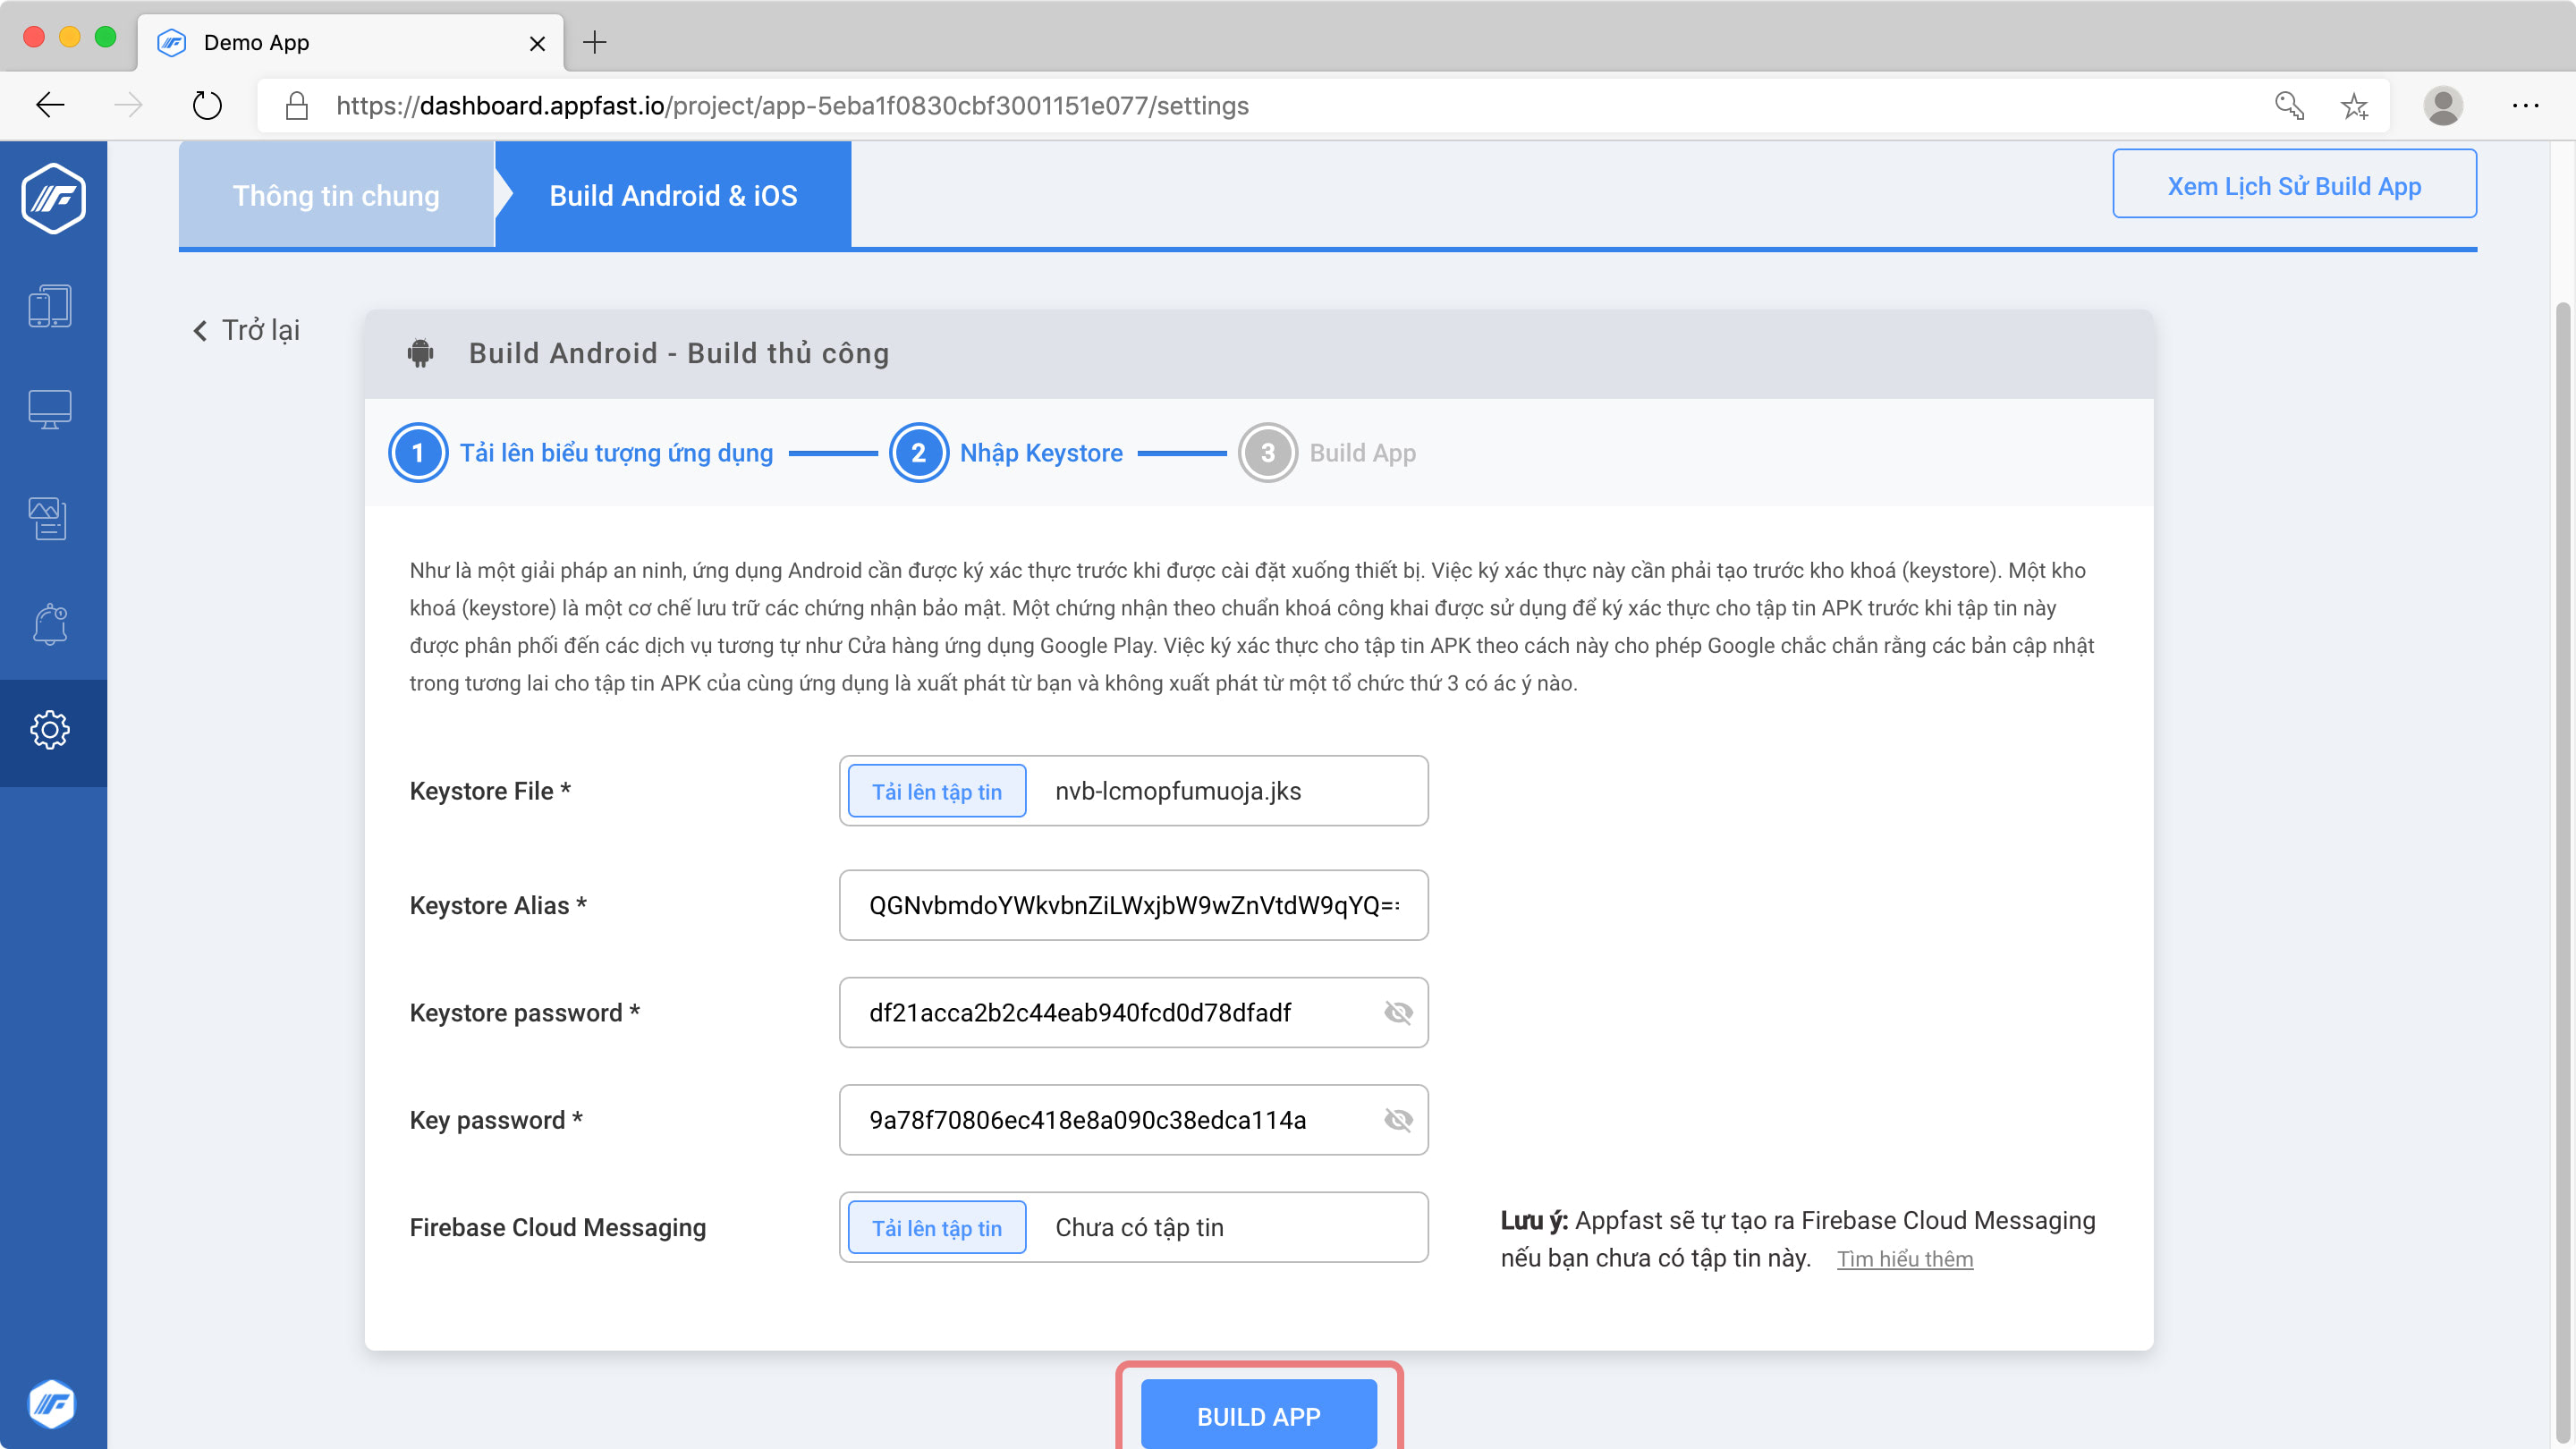 Demo App
https://dashboard.appfast.io/project/app-5eba1f0830cbf3001151e077/settings
Thông tin chung
Build Android & iOS
Xem Lịch Sử Build App
Trở lại
Build Android - Build thủ công
1 Tải lên biểu tượng ứng dụng
2 Nhập Keystore
3 Build App
Như là một giải pháp an ninh, ứng dụng Android cần được ký xác thực trước khi được cài đặt xuống thiết bị. Việc ký xác thực này cần phải tạo trước kho khoá (keystore). Một kho
khoá (keystore) là một cơ chế lưu trữ các chứng nhận bảo mật. Một chứng nhận theo chuẩn khoá công khai được sử dụng để ký xác thực cho tập tin APK trước khi tập tin này
được phân phối đến các dịch vụ tương tự như Cửa hàng ứng dụng Google Play. Việc ký xác thực cho tập tin APK theo cách này cho phép Google chắc chắn rằng các bản cập nhật
trong tương lai cho tập tin APK của cùng ứng dụng là xuất phát từ bạn và không xuất phát từ một tổ chức thứ 3 có ác ý nào.
Keystore File *
Tải lên tập tin
nvb-lcmopfumuoja.jks
Keystore Alias *
QGNvbmdoYWkvbnZiLWxjbW9wZnVtdW9qYQ==
Keystore password *
df21acca2b2c44eab940fcd0d78dfadf
Key password *
9a78f70806ec418e8a090c38edca114a
Firebase Cloud Messaging
Tải lên tập tin
Chưa có tập tin
Lưu ý: Appfast sẽ tự tạo ra Firebase Cloud Messaging
nếu bạn chưa có tập tin này. Tìm hiểu thêm
BUILD APP